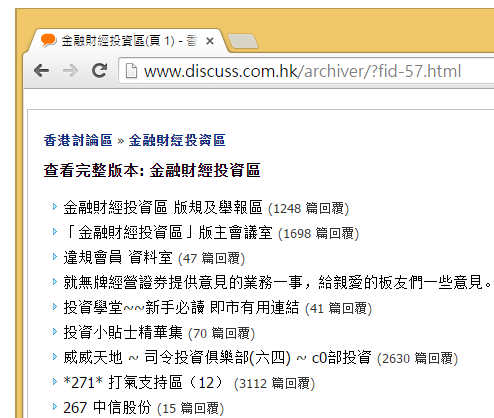 金融財經投資區(頁 1) - 香
www.discuss.com.hk/archiver/?fid-57.html
香港討論區 » 金融財經投資區
查看完整版本: 金融財經投資區
金融財經投資區 版規及舉報區 (1248 篇回覆)
「金融財經投資區」版主會議室 (1698 篇回覆)
違規會員 資料室 (47 篇回覆)
就無牌經營證券提供意見的業務一事，給親愛的板友們一些意見。
投資學堂~~新手必讀 即市有用連結 (41 篇回覆)
投資小貼士精華集 (70 篇回覆)
威威天地 ~ 司令投資俱樂部(六四) ~ c0部投資 (2630 篇回覆)
*271* 打氣支持區（12） (3112 篇回覆)
267 中信股份 (15 篇回覆)